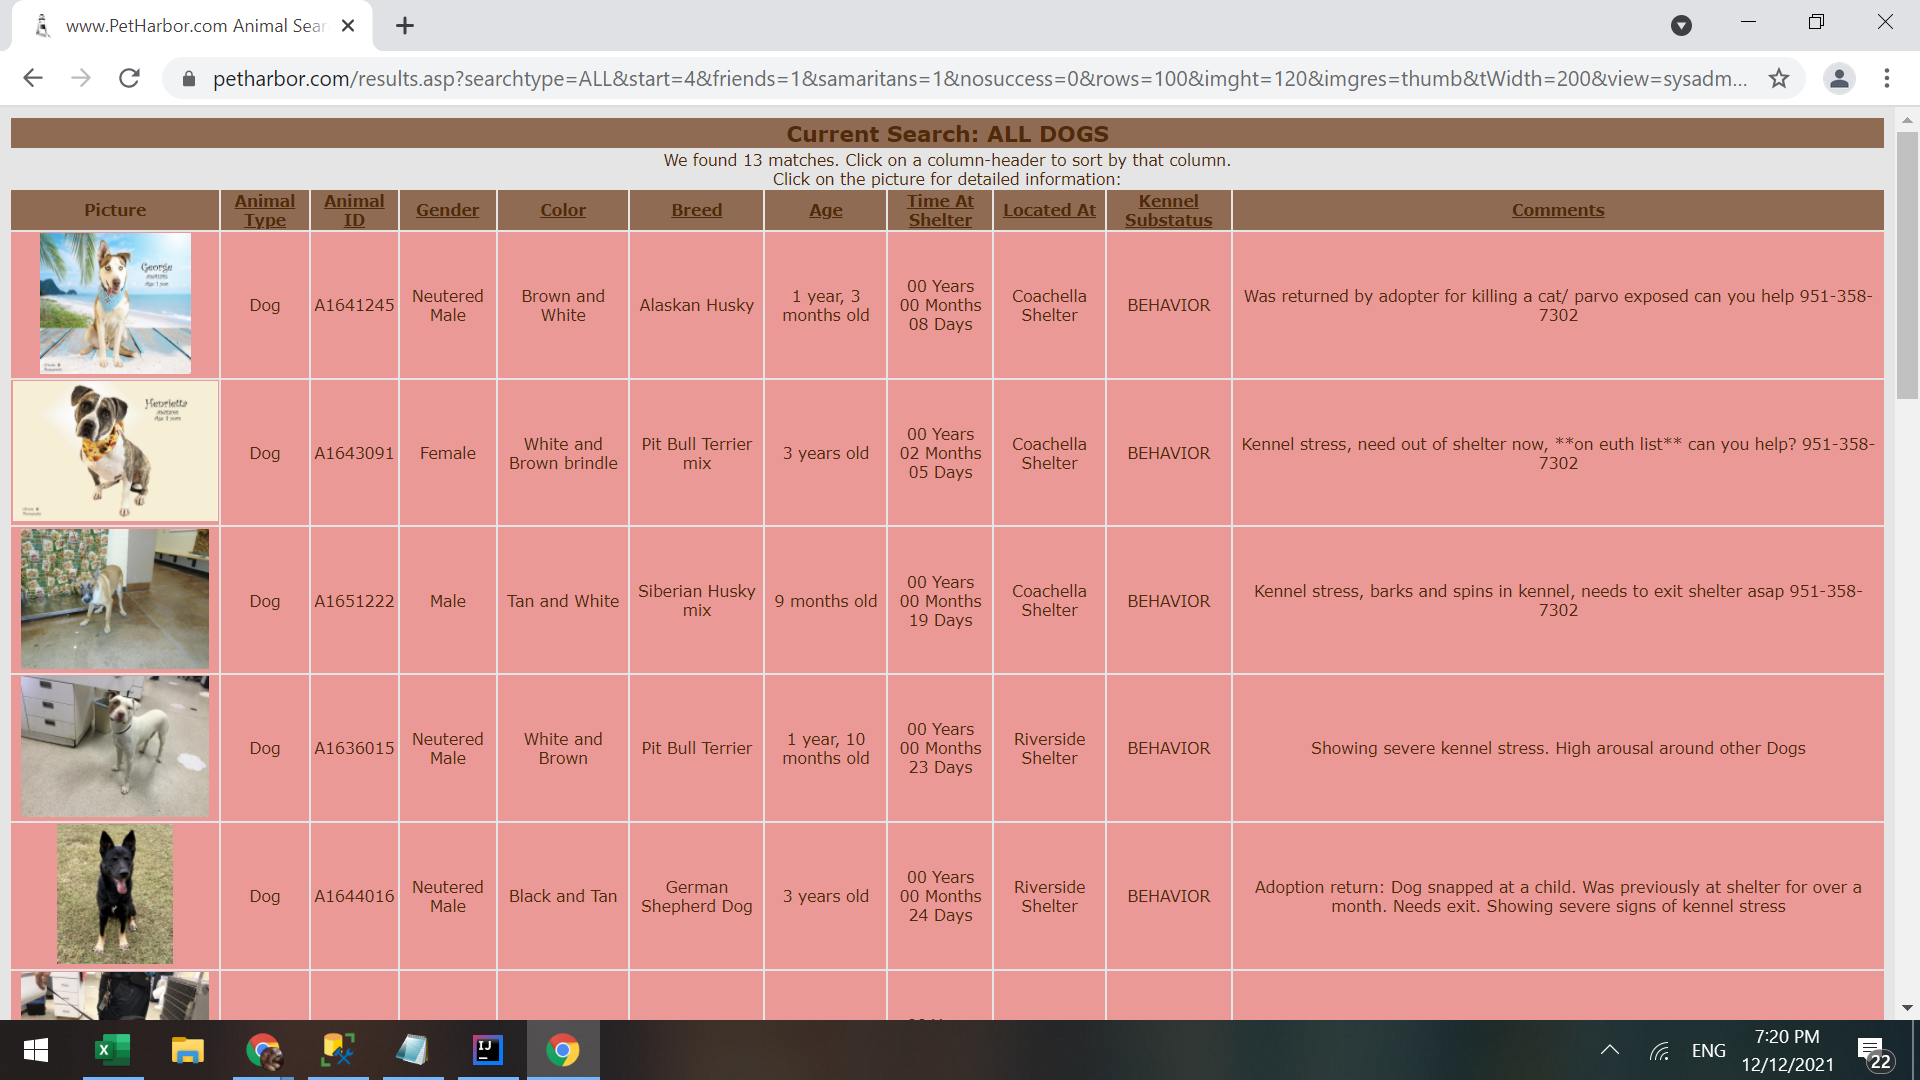 www.PetHarbor.com Animal Sear
petharbor.com/results.asp?searchtype=ALL&start=4&friends=1&samaritans=1&nosuccess=0&rows=100&imght=120&imgres=thumb&tWidth=200&view=sysadm...
Current Search: ALL DOGS
We found 13 matches. Click on a column-header to sort by that column.
Click on the picture for detailed information:
Picture
Animal
Type
Animal
ID
Gender
Color
Breed
Age
Time At
Shelter
Located At
Kennel
Substatus
Comments
George
Age: 1 year
Dog
A1641245
Neutered
Male
Brown and
White
Alaskan Husky
1 year, 3
months old
00 Years
00 Months
08 Days
Coachella
Shelter
BEHAVIOR
Was returned by adopter for killing a cat/ parvo exposed can you help 951-358-
7302
Henrietta
Age: 3 years
Dog
A1643091
Female
White and
Brown brindle
Pit Bull Terrier
mix
3 years old
00 Years
02 Months
05 Days
Coachella
Shelter
BEHAVIOR
Kennel stress, need out of shelter now, **on euth list** can you help? 951-358-
7302
Dog
A1651222
Male
Tan and White
Siberian Husky
mix
9 months old
00 Years
00 Months
19 Days
Coachella
Shelter
BEHAVIOR
Kennel stress, barks and spins in kennel, needs to exit shelter asap 951-358-
7302
Dog
A1636015
Neutered
Male
White and
Brown
Pit Bull Terrier
1 year, 10
months old
00 Years
00 Months
23 Days
Riverside
Shelter
BEHAVIOR
Showing severe kennel stress. High arousal around other Dogs
Dog
A1644016
Neutered
Male
Black and Tan
German
Shepherd Dog
3 years old
00 Years
00 Months
24 Days
Riverside
Shelter
BEHAVIOR
Adoption return: Dog snapped at a child. Was previously at shelter for over a
month. Needs exit. Showing severe signs of kennel stress
X
IJ
ENG
7:20 PM
12/12/2021
22